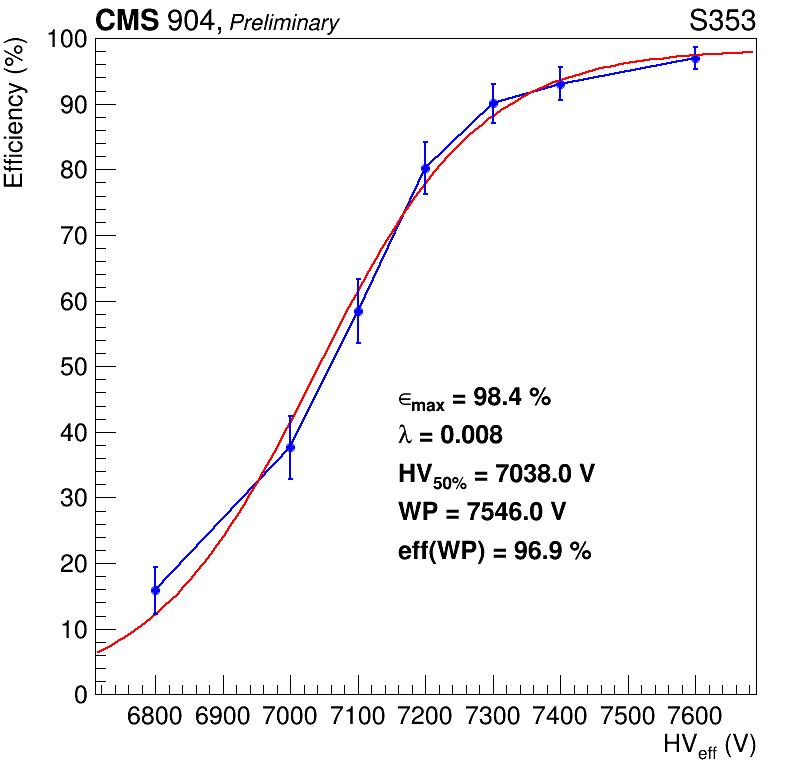 CMS 904, Preliminary S353
Efficiency (%)
100
90
80
70
60
50
40
30
20
10
0
ϵmax = 98.4 %
λ = 0.008
HV50% = 7038.0 V
WP = 7546.0 V
eff(WP) = 96.9 %
6800 6900 7000 7100 7200 7300 7400 7500 7600
HVeff (V)